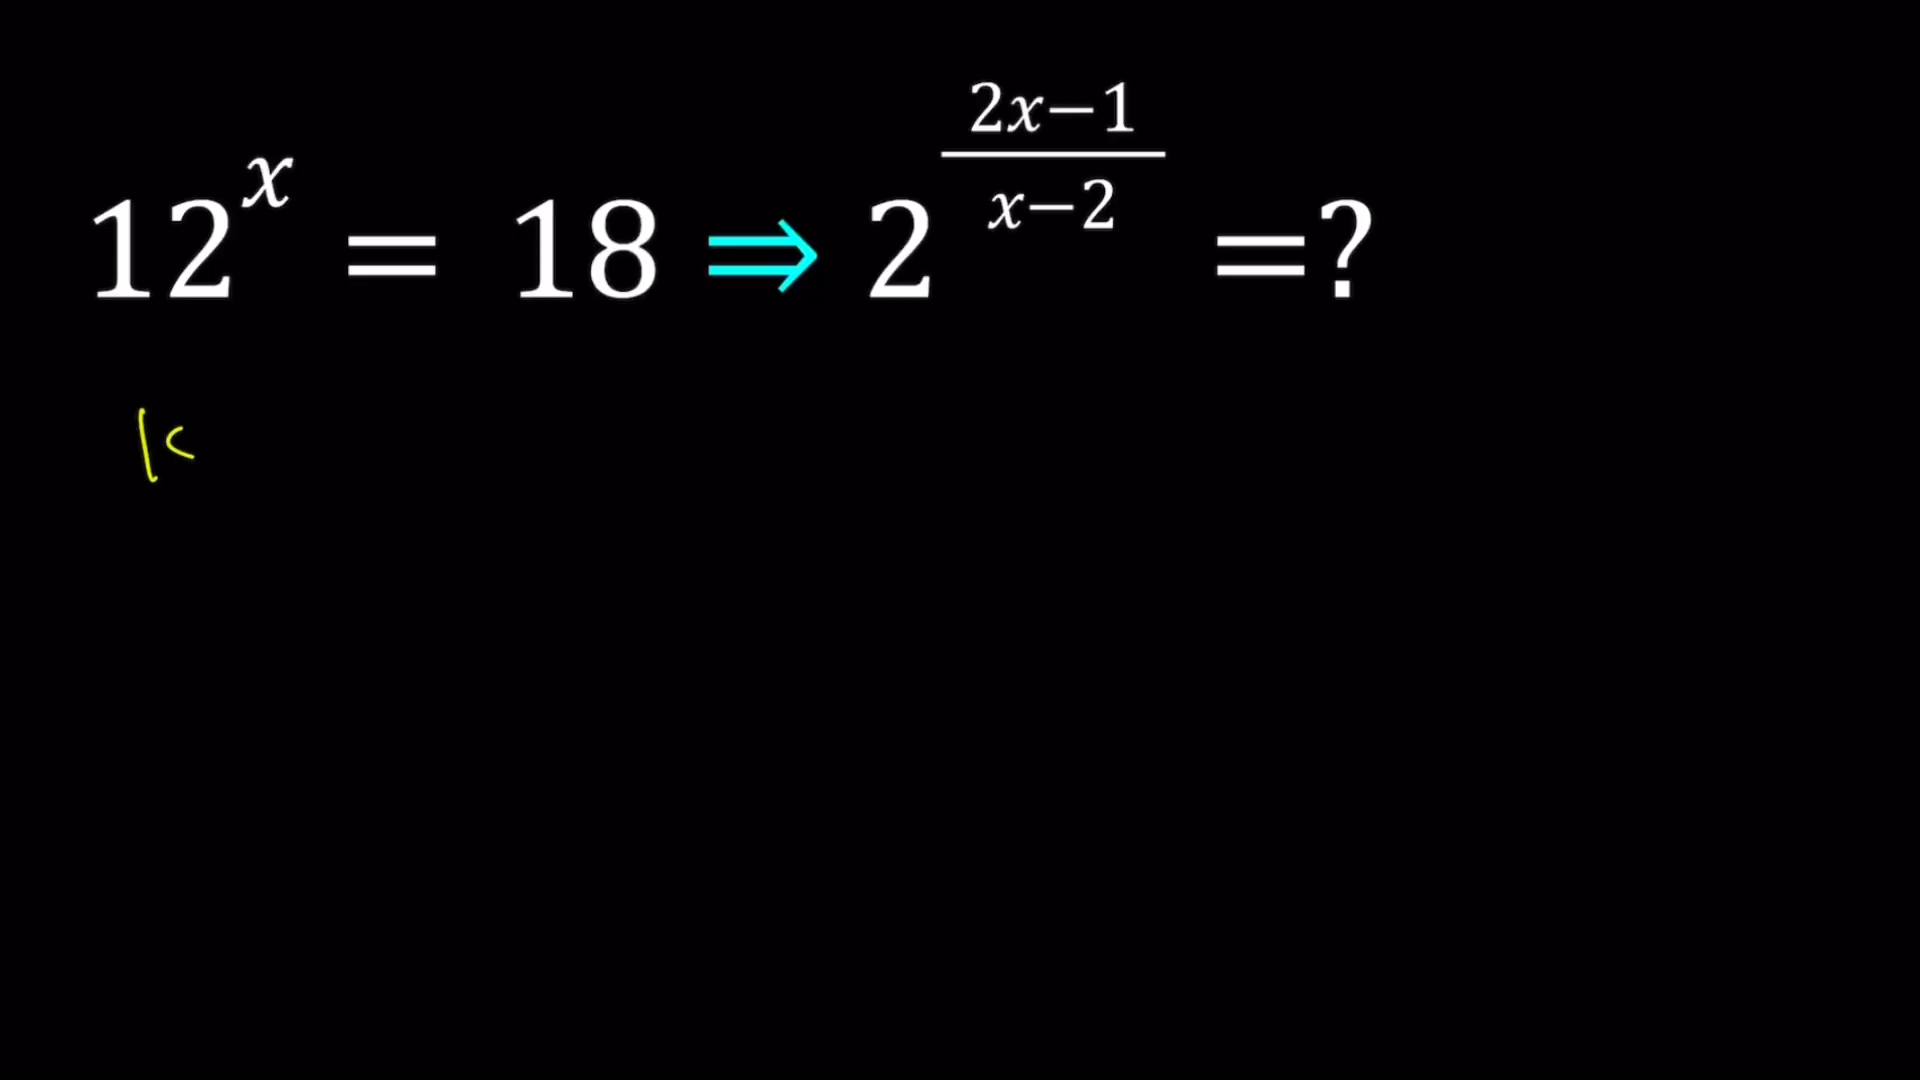 12^x = 18 ⇒ 2^((2x−1)/(x−2)) =?